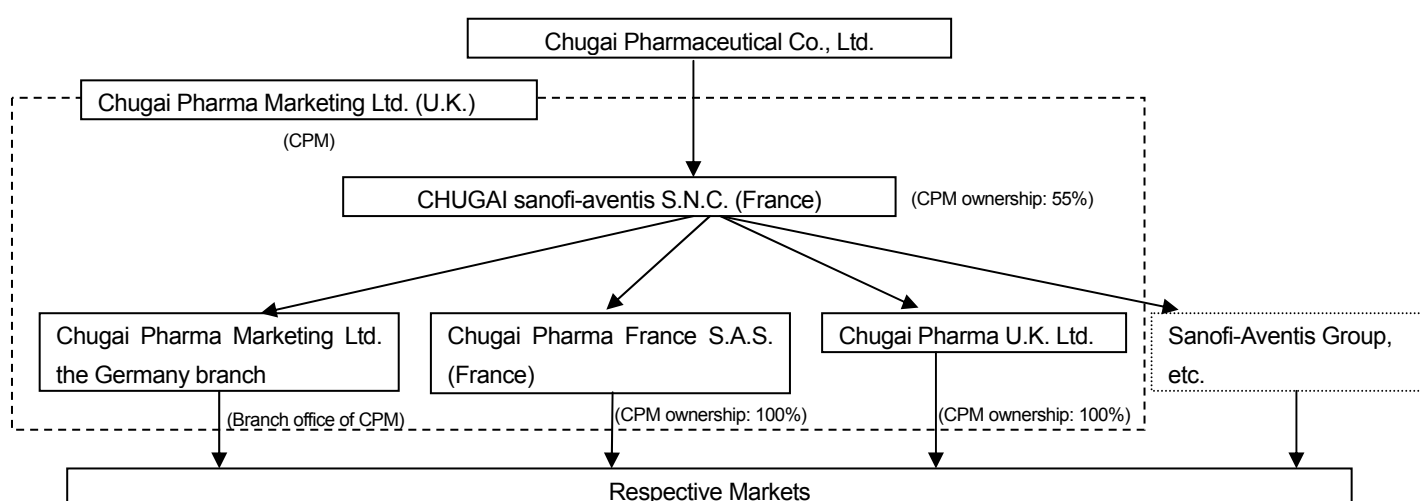 Chugai Pharmaceutical Co., Ltd.
Chugai Pharma Marketing Ltd. (U.K.)
(CPM)
CHUGAI sanofi-aventis S.N.C. (France)
(CPM ownership: 55%)
Chugai Pharma Marketing Ltd.
the Germany branch
Chugai Pharma France S.A.S.
(France)
Chugai Pharma U.K. Ltd.
Sanofi-Aventis Group,
etc.
(Branch office of CPM)
(CPM ownership: 100%)
(CPM ownership: 100%)
Respective Markets